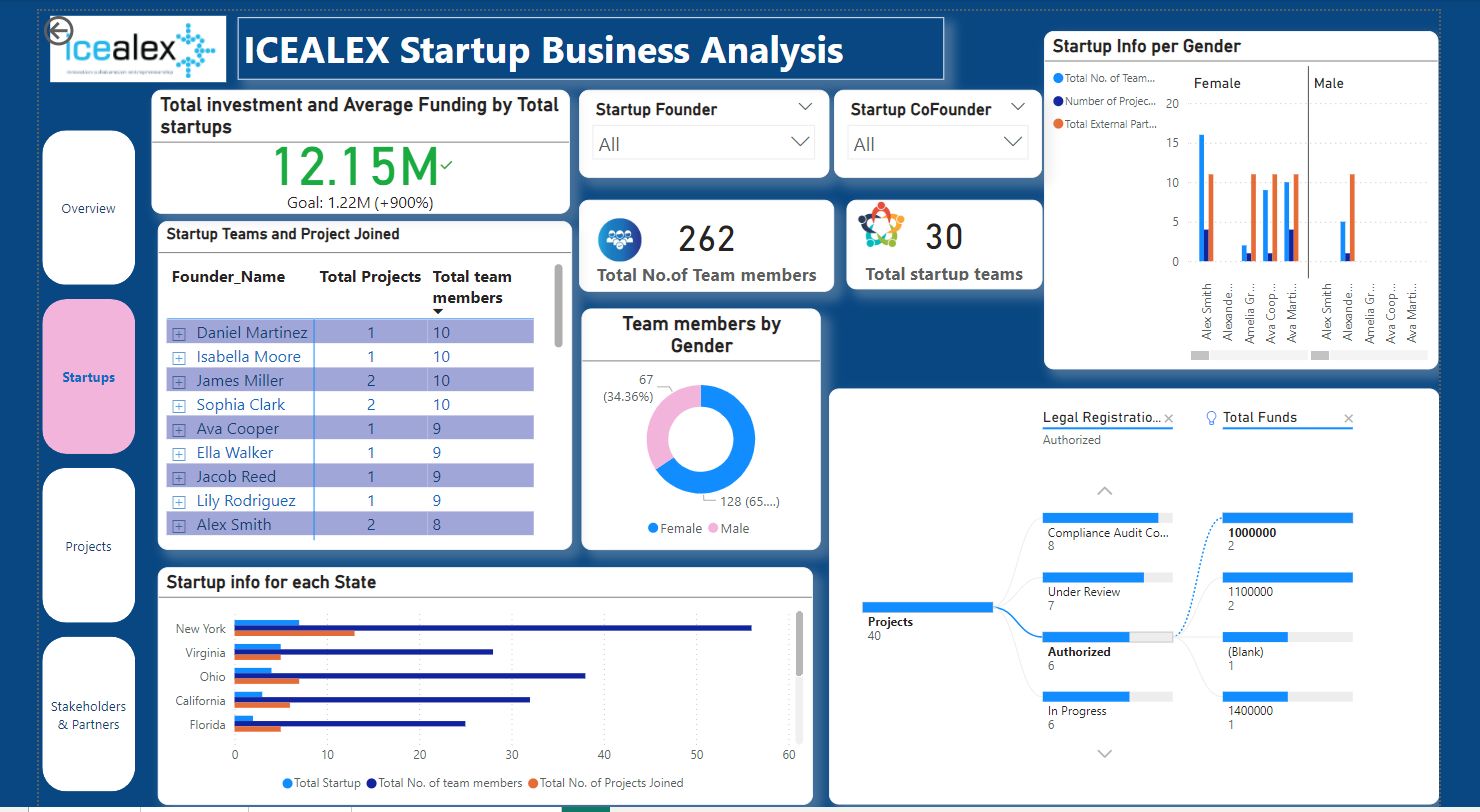 icealex
ICEALEX Startup Business Analysis
Overview
Startups
Projects
Stakeholders
& Partners
Total investment and Average Funding by Total
startups
12.15M
Goal: 1.22M (+900%)
Startup Founder
All
Startup CoFounder
All
262
Total No.of Team members
30
Total startup teams
Startup Info per Gender
Total No. of Team...
Number of Projec...
Total External Part...
Female
Male
20
15
10
5
0
Alex Smith
Alexande...
Amelia Gr...
Ava Coop...
Ava Marti...
Alex Smith
Alexande...
Amelia Gr...
Ava Coop...
Ava Marti...
Startup Teams and Project Joined
Founder_Name Total Projects Total team
members
Daniel Martinez 1 10
Isabella Moore 1 10
James Miller 2 10
Sophia Clark 2 10
Ava Cooper 1 9
Ella Walker 1 9
Jacob Reed 1 9
Lily Rodriguez 1 9
Alex Smith 2 8
Team members by
Gender
67
(34.36%)
128 (65....)
Female Male
Legal Registratio... Total Funds
Authorized
Projects
40
Compliance Audit Co...
8
Under Review
7
Authorized
6
In Progress
6
1000000
2
1100000
2
(Blank)
1
1400000
1
Startup info for each State
New York
Virginia
Ohio
California
Florida
0 10 20 30 40 50 60
Total Startup Total No. of team members Total No. of Projects Joined